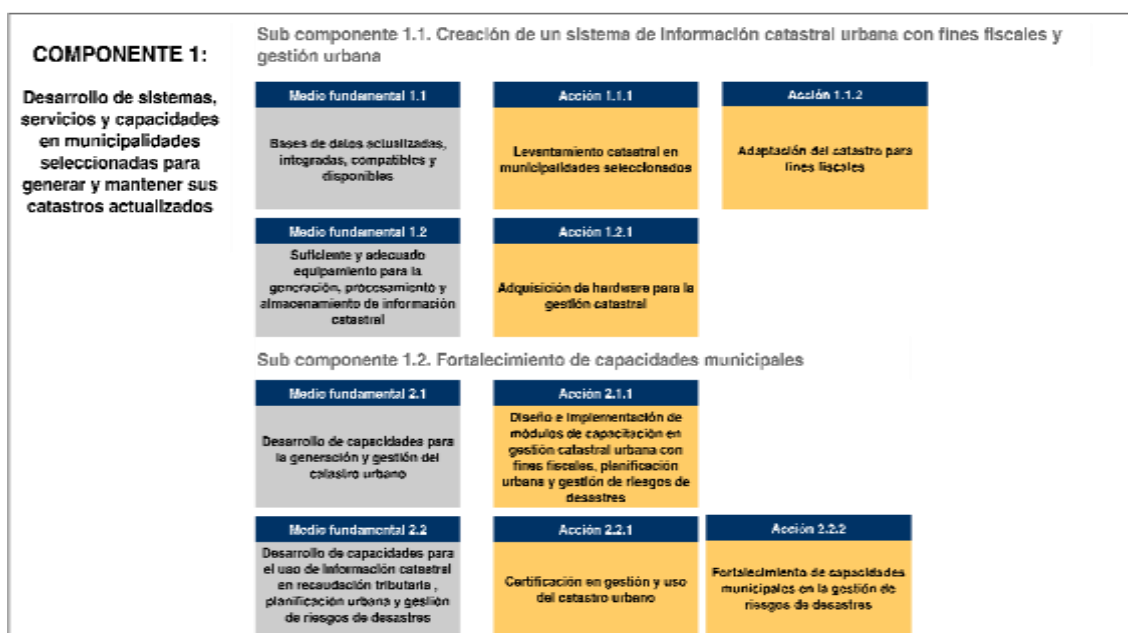 COMPONENTE 1:
Desarrollo de sistemas,
servicios y capacidades
en municipalidades
seleccionadas para
generar y mantener sus
catastros actualizados
Sub componente 1.1. Creación de un sistema de información catastral urbana con fines fiscales y
gestión urbana
Medio fundamental 1.1
Bases de datos actualizadas,
integradas, compatibles y
disponibles
Acción 1.1.1
Levantamiento catastral en
municipalidades seleccionados
Acción 1.1.2
Adaptación del catastro para
fines fiscales
Medio fundamental 1.2
Suficiente y adecuado
equipamiento para la
generación, procesamiento y
almacenamiento de información
catastral
Acción 1.2.1
Adquisición de hardware para la
gestión catastral
Sub componente 1.2. Fortalecimiento de capacidades municipales
Medio fundamental 2.1
Desarrollo de capacidades para
la generación y gestión del
catastro urbano
Acción 2.1.1
Diseño e implementación de
módulos de capacitación en
gestión catastral urbana con
fines fiscales, planificación
urbana y gestión de riesgos de
desastres
Medio fundamental 2.2
Desarrollo de capacidades para
el uso de información catastral
en recaudación tributaria ,
planificación urbana y gestión
de riesgos de desastres
Acción 2.2.1
Certificación en gestión y uso
del catastro urbano
Acción 2.2.2
Fortalecimiento de capacidades
municipales en la gestión de
riesgos de desastres